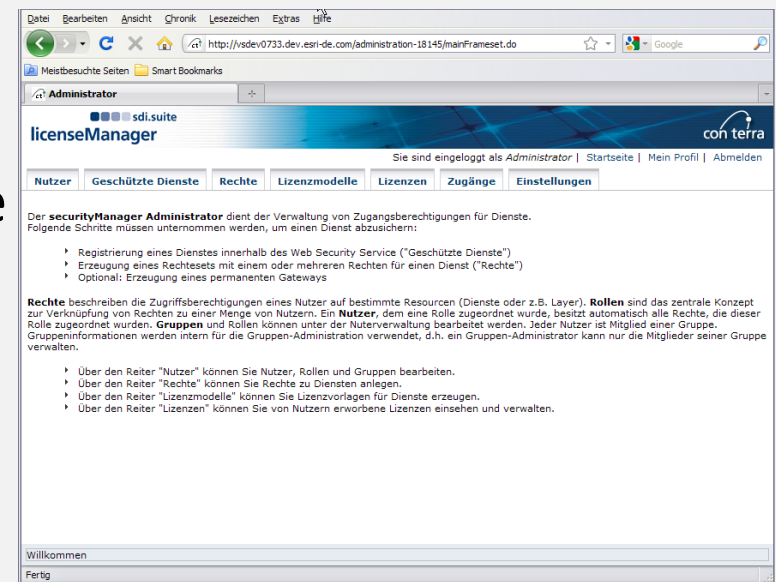 Datei Bearbeiten Ansicht Chronik Lesezeichen Extras Hilfe
http://vsdev0733.dev.esri-de.com/administration-18145/mainFrameset.do
Google
Meistbesuchte Seiten Smart Bookmarks
Administrator
sdi.suite
licenseManager
con terra
Sie sind eingeloggt als Administrator | Startseite | Mein Profil | Abmelden
Nutzer Geschützte Dienste Rechte Lizenzmodelle Lizenzen Zugänge Einstellungen
e
Der securityManager Administrator dient der Verwaltung von Zugangsberechtigungen für Dienste.
Folgende Schritte müssen unternommen werden, um einen Dienst abzusichern:
Registrierung eines Dienstes innerhalb des Web Security Service ("Geschützte Dienste")
Erzeugung eines Rechtesets mit einem oder mehreren Rechten für einen Dienst ("Rechte")
Optional: Erzeugung eines permanenten Gateways
Rechte beschreiben die Zugriffsberechtigungen eines Nutzer auf bestimmte Resourcen (Dienste oder z.B. Layer). Rollen sind das zentrale Konzept
zur Verknüpfung von Rechten zu einer Menge von Nutzern. Ein Nutzer, dem eine Rolle zugeordnet wurde, besitzt automatisch alle Rechte, die dieser
Rolle zugeordnet wurden. Gruppen und Rollen können unter der Nuterverwaltung bearbeitet werden. Jeder Nutzer ist Mitglied einer Gruppe.
Gruppeninformationen werden intern für die Gruppen-Administration verwendet, d.h. ein Gruppen-Administrator kann nur die Mitglieder seiner Gruppe
verwalten.
Über den Reiter "Nutzer" können Sie Nutzer, Rollen und Gruppen bearbeiten.
Über den Reiter "Rechte" können Sie Rechte zu Diensten anlegen.
Über den Reiter "Lizenzmodelle" können Sie Lizenzvorlagen für Dienste erzeugen.
Über den Reiter "Lizenzen" können Sie von Nutzern erworbene Lizenzen einsehen und verwalten.
Willkommen
Fertig